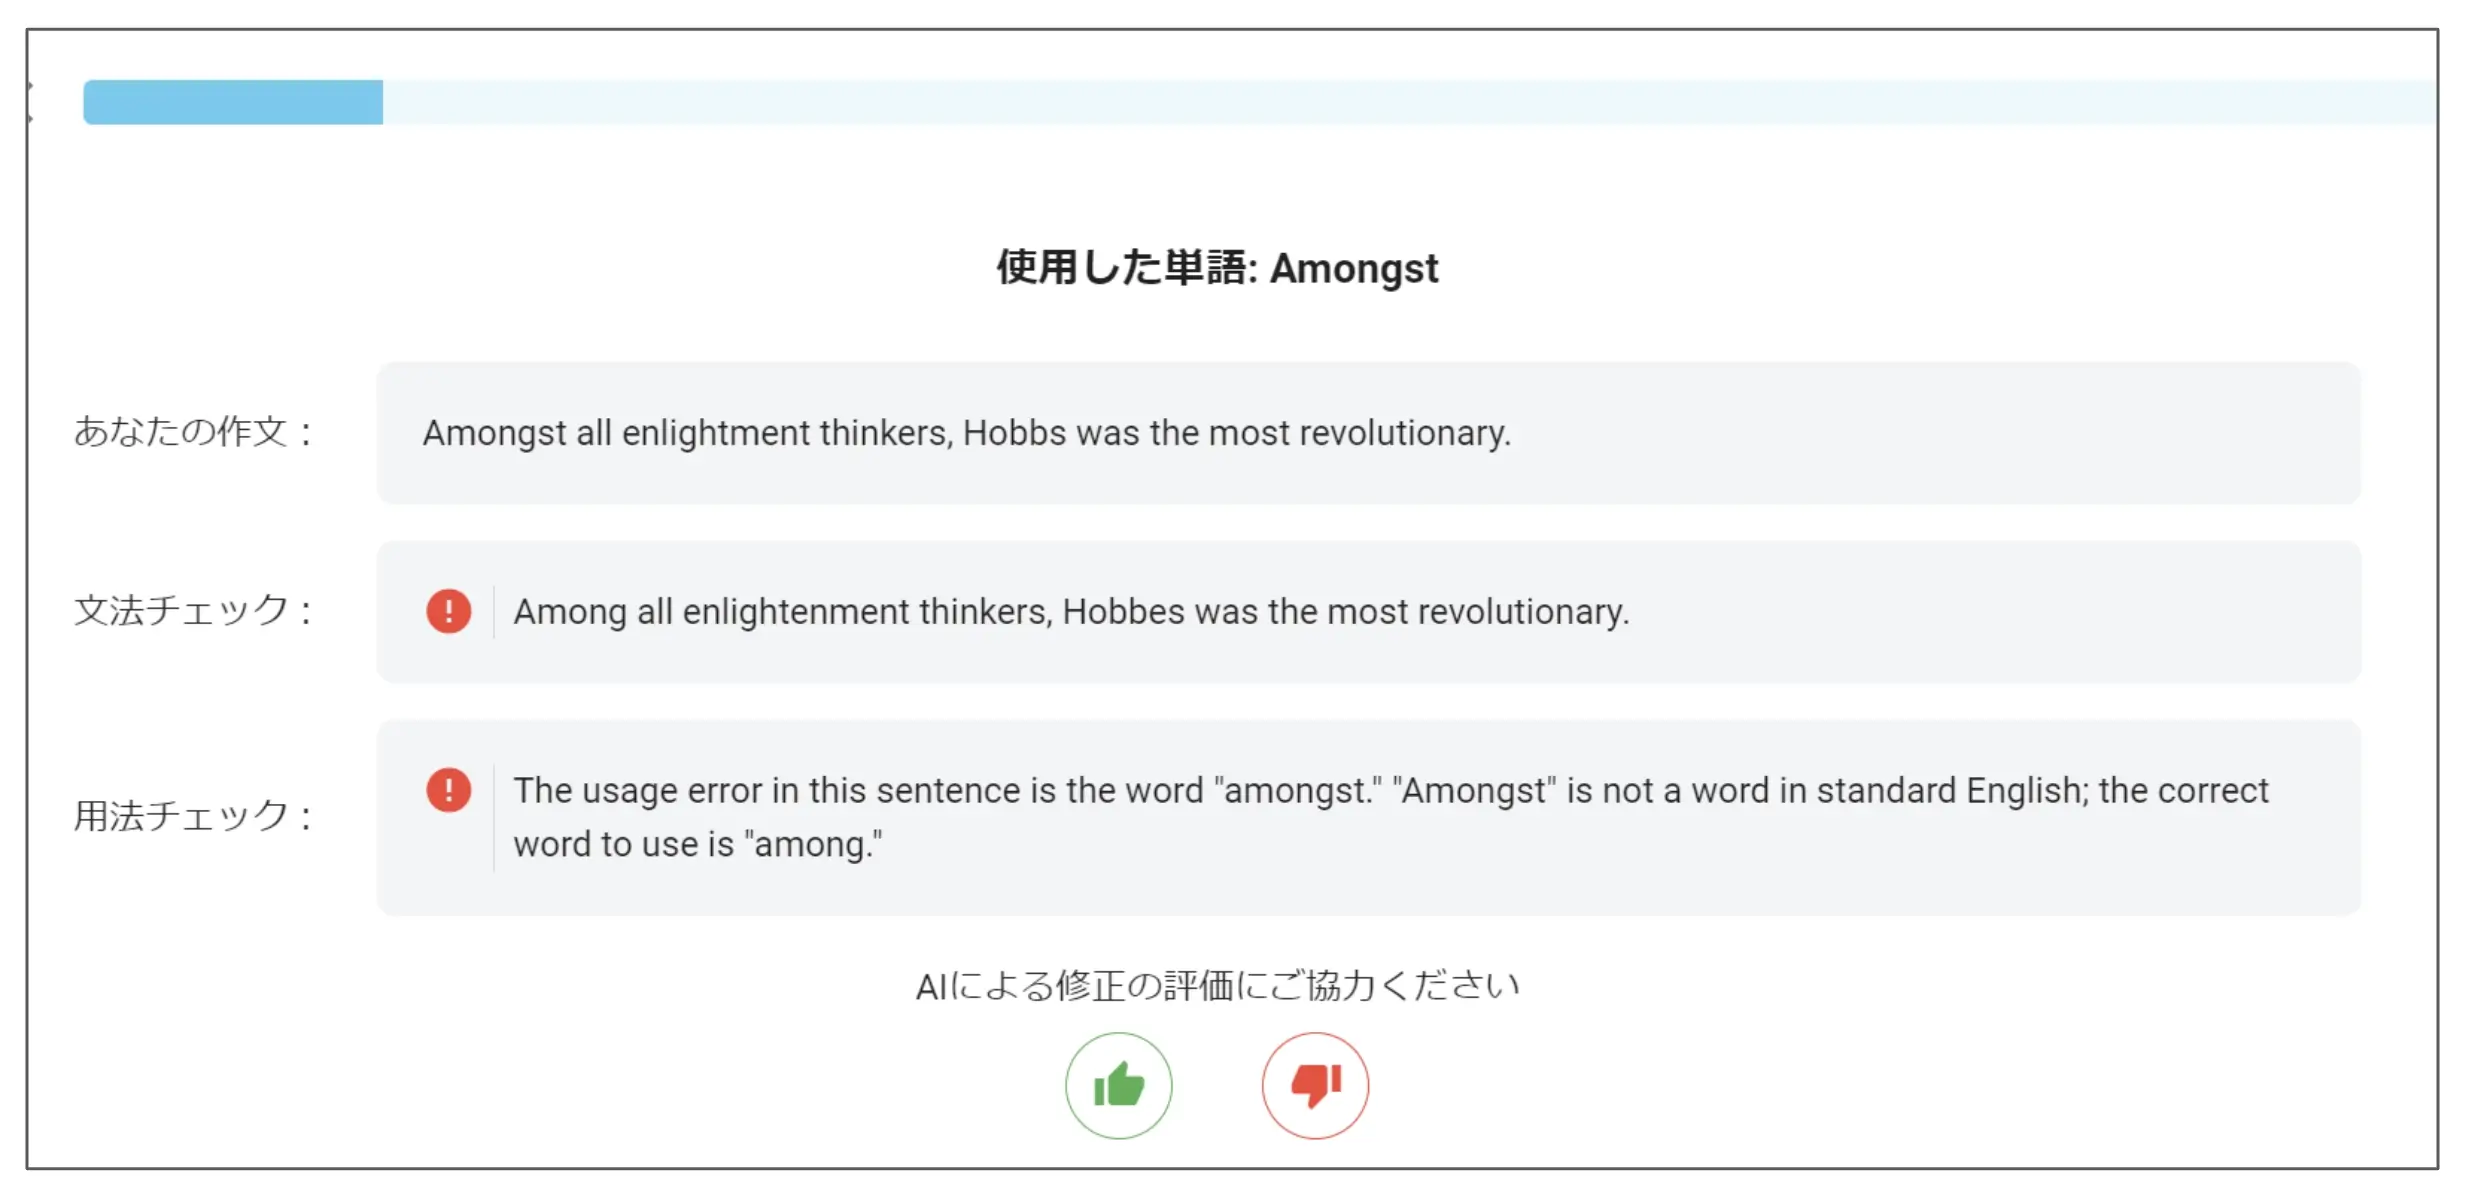 使用した単語: Amongst
あなたの作文：
Amongst all enlightment thinkers, Hobbs was the most revolutionary.
文法チェック：
Among all enlightenment thinkers, Hobbes was the most revolutionary.
用法チェック：
The usage error in this sentence is the word "amongst." "Amongst" is not a word in standard English; the correct
word to use is "among."
AIによる修正の評価にご協力ください